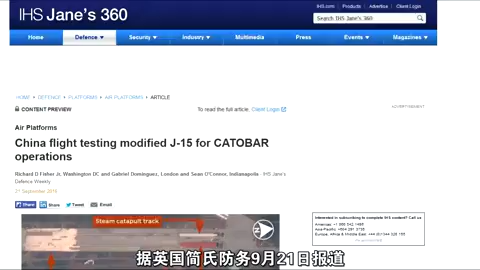 IHS Jane's 360
IHS.com Products Advertise Client Login
Search IHS Jane's 360
Home Defence Security Industry Multimedia Press Events Magazines
HOME DEFENCE PLATFORMS AIR PLATFORMS ARTICLE
CONTENT PREVIEW
To read the full article, Client Login
ADVERTISEMENT
Air Platforms
China flight testing modified J-15 for CATOBAR
operations
Richard D Fisher Jr, Washington DC and Gabriel Dominguez, London and Sean O'Connor, Indianapolis - IHS Jane's
Defence Weekly
21 September 2016
Share Share Tweet Email
Steam catapult track
Interested in subscribing to complete IHS content? Call us
据英国简氏防务9月21日报道